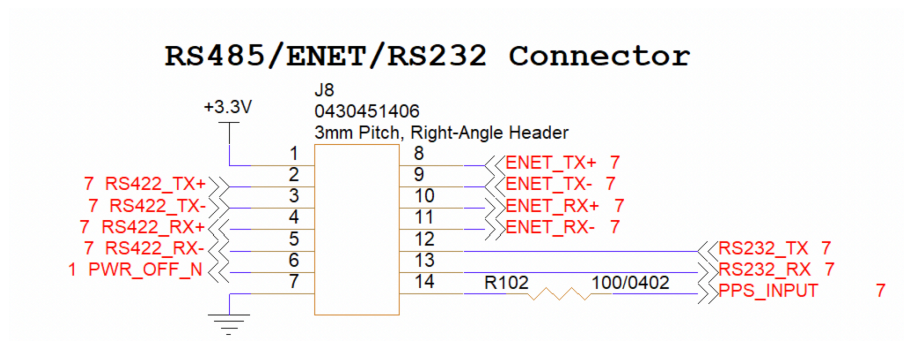 RS485/ENET/RS232 Connector
J8
+3.3V
0430451406
3mm Pitch, Right-Angle Header
1
8
ENET_TX+ 7
7 RS422_TX+
2
9
ENET_TX- 7
7 RS422_TX-
3
10
ENET_RX+ 7
7 RS422_RX+
4
11
ENET_RX- 7
7 RS422_RX-
5
12
RS232_TX 7
1 PWR_OFF_N
6
13
RS232_RX 7
7
14
R102
100/0402
PPS_INPUT 7